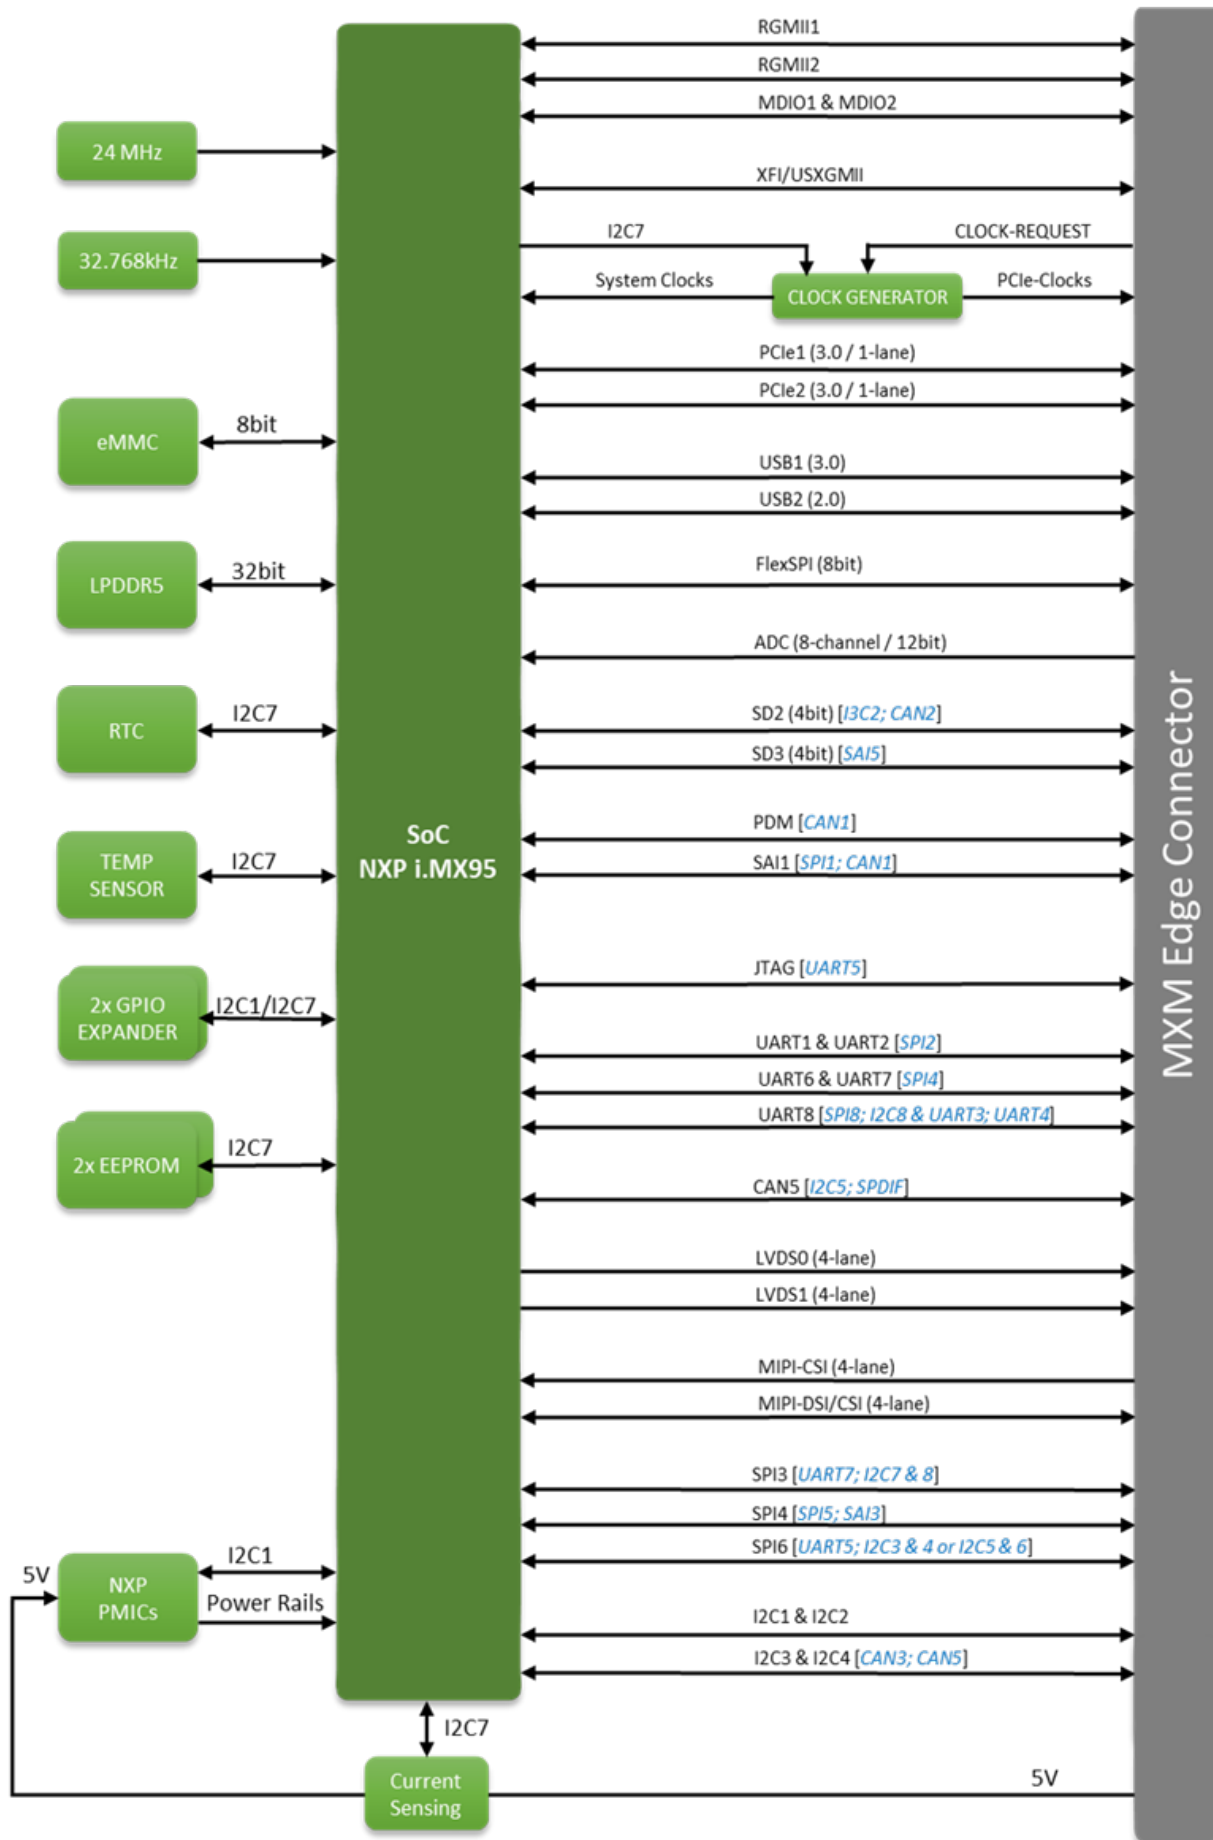 RGMII1
RGMII2
MDIO1 & MDIO2
24 MHz
XFI/USXGMII
I2C7
CLOCK-REQUEST
32.768kHz
System Clocks
CLOCK GENERATOR
PCIe-Clocks
PCIe1 (3.0 / 1-lane)
PCIe2 (3.0 / 1-lane)
eMMC
8bit
USB1 (3.0)
USB2 (2.0)
LPDDR5
32bit
FlexSPI (8bit)
ADC (8-channel / 12bit)
RTC
I2C7
SD2 (4bit) [I3C2; CAN2]
SD3 (4bit) [SAI5]
SoC
NXP i.MX95
PDM [CAN1]
SAI1 [SPI1; CAN1]
TEMP
SENSOR
I2C7
MXM Edge Connector
JTAG [UART5]
2x GPIO
EXPANDER
I2C1/I2C7
UART1 & UART2 [SPI2]
UART6 & UART7 [SPI4]
UART8 [SPI8; I2C8 & UART3; UART4]
2x EEPROM
I2C7
CAN5 [I2C5; SPDIF]
LVDS0 (4-lane)
LVDS1 (4-lane)
MIPI-CSI (4-lane)
MIPI-DSI/CSI (4-lane)
SPI3 [UART7; I2C7 & 8]
SPI4 [SPI5; SAI3]
SPI6 [UART5; I2C3 & 4 or I2C5 & 6]
5V
NXP
PMICs
I2C1
Power Rails
I2C1 & I2C2
I2C3 & I2C4 [CAN3; CAN5]
I2C7
Current
Sensing
5V